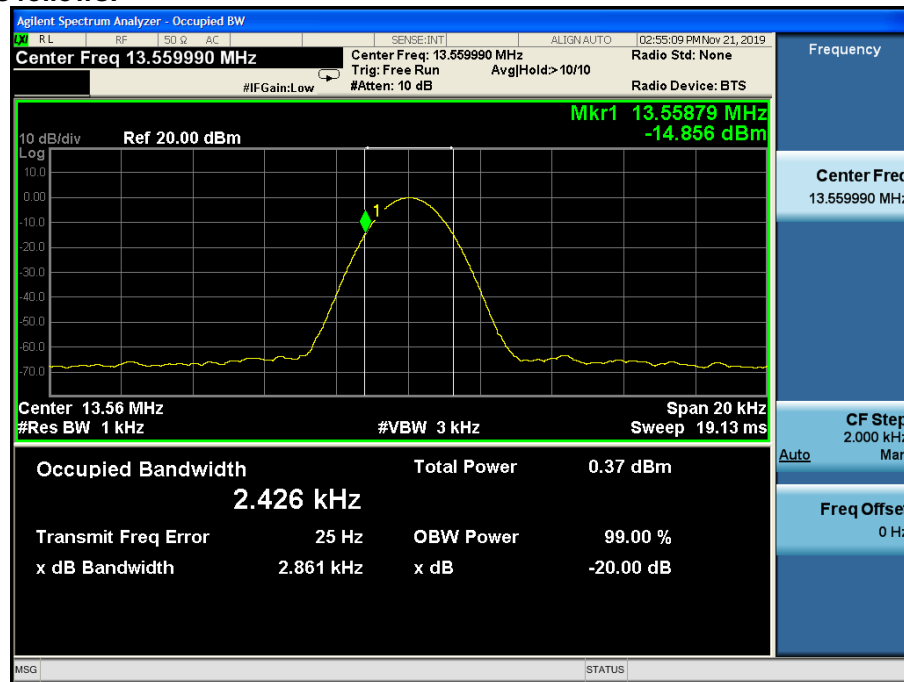 Agilent Spectrum Analyzer - Occupied BW
LXI RL RF 50 Ω AC SENSE:INT ALIGN AUTO 02:55:09 PM Nov 21, 2019
Center Freq 13.559990 MHz
Center Freq: 13.559990 MHz
Radio Std: None
Trig: Free Run Avg|Hold:>10/10
#IFGain:Low
#Atten: 10 dB
Radio Device: BTS
Mkr1 13.55879 MHz
-14.856 dBm
10 dB/div Ref 20.00 dBm
Log
10.0
0.00
-10.0
-20.0
-30.0
-40.0
-50.0
-60.0
-70.0
1
Center 13.56 MHz
Span 20 kHz
#Res BW 1 kHz
#VBW 3 kHz
Sweep 19.13 ms
Occupied Bandwidth
Total Power 0.37 dBm
2.426 kHz
Transmit Freq Error 25 Hz
OBW Power 99.00 %
x dB Bandwidth 2.861 kHz
x dB -20.00 dB
Frequency
Center Freq
13.559990 MHz
CF Step
2.000 kHz
Auto Man
Freq Offset
0 Hz
MSG
STATUS